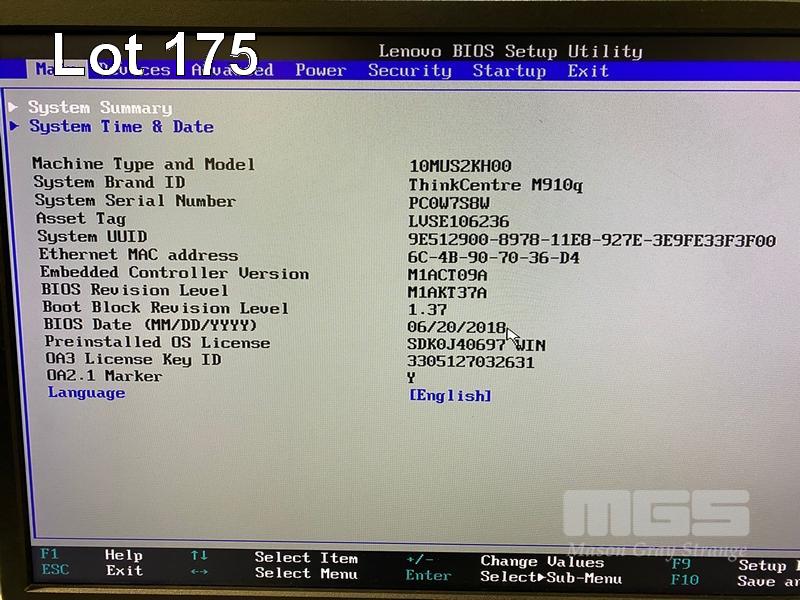 Lot 175
Lenovo BIOS Setup Utility
Main Devices Advanced Power Security Startup Exit
System Summary
System Time & Date
Machine Type and Model 10MUS2KH00
System Brand ID ThinkCentre M910q
System Serial Number PC0W7S8W
Asset Tag LVSE106236
System UUID 9E512900-8978-11E8-927E-3E9FE33F3F00
Ethernet MAC address 6C-4B-90-70-36-D4
Embedded Controller Version M1ACT09A
BIOS Revision Level M1AKT37A
Boot Block Revision Level 1.37
BIOS Date (MM/DD/YYYY) 06/20/2018
Preinstalled OS License SDK0J40697 WIN
OA3 License Key ID 3305127032631
OA2.1 Marker Y
Language [English]
MGS
Mason Gray Strange
F1 Help ↑↓ Select Item +/- Change Values F9 Setup
ESC Exit ←→ Select Menu Enter Select▶Sub-Menu F10 Save